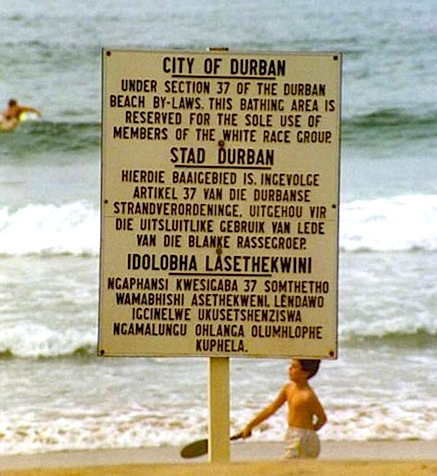 CITY OF DURBAN
UNDER SECTION 37 OF THE DURBAN
BEACH BY-LAWS. THIS BATHING AREA IS
RESERVED FOR THE SOLE USE OF
MEMBERS OF THE WHITE RACE GROUP.
STAD DURBAN
HIERDIE BAAIGEBIED IS, INGEVOLGE
ARTIKEL 37 VAN DIE DURBANSE
STRANDVERORDENINGE, UITGEHOU VIR
DIE UITSLUITLIKE GEBRUIK VAN LEDE
VAN DIE BLANKE RASSEGROEP.
IDOLOBHA LASETHEKWINI
NGAPHANSI KWESIGABA 37 SOMTHETHO
WAMABHISHI ASETHEKWENI, LENDAWO
IGCINELWE UKUSETSHENZISWA
NGAMALUNGU OHLANGA OLUMHLOPHE
KUPHELA.